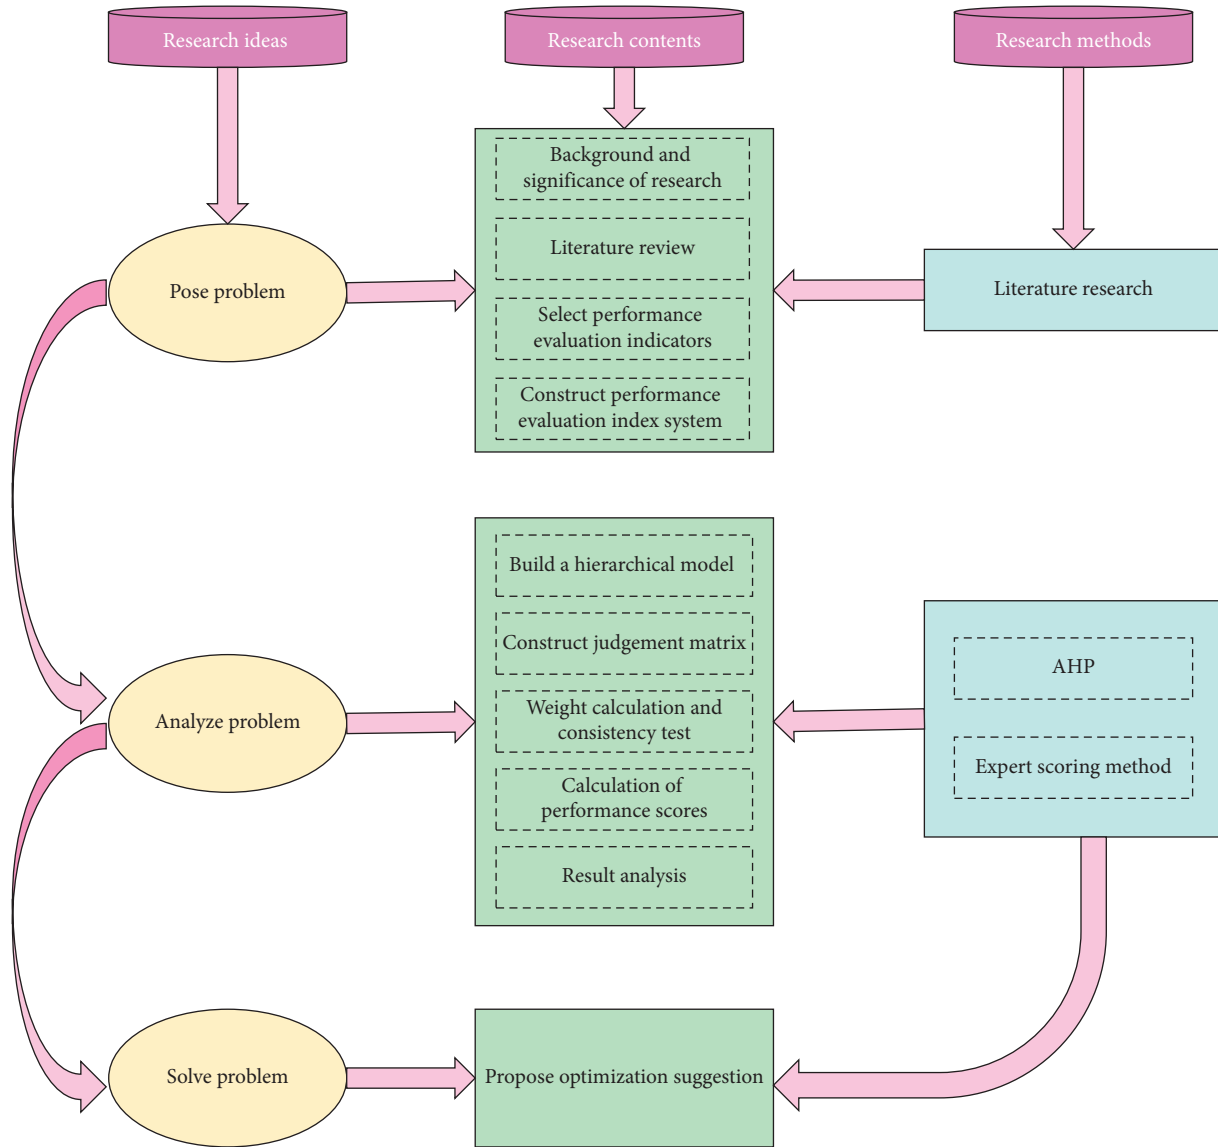 Research ideas
Research contents
Research methods
Background and
significance of research
Literature review
Pose problem
Literature research
Select performance
evaluation indicators
Construct performance
evaluation index system
Build a hierarchical model
Construct judgement matrix
AHP
Analyze problem
Weight calculation and
consistency test
Expert scoring method
Calculation of
performance scores
Result analysis
Solve problem
Propose optimization suggestion